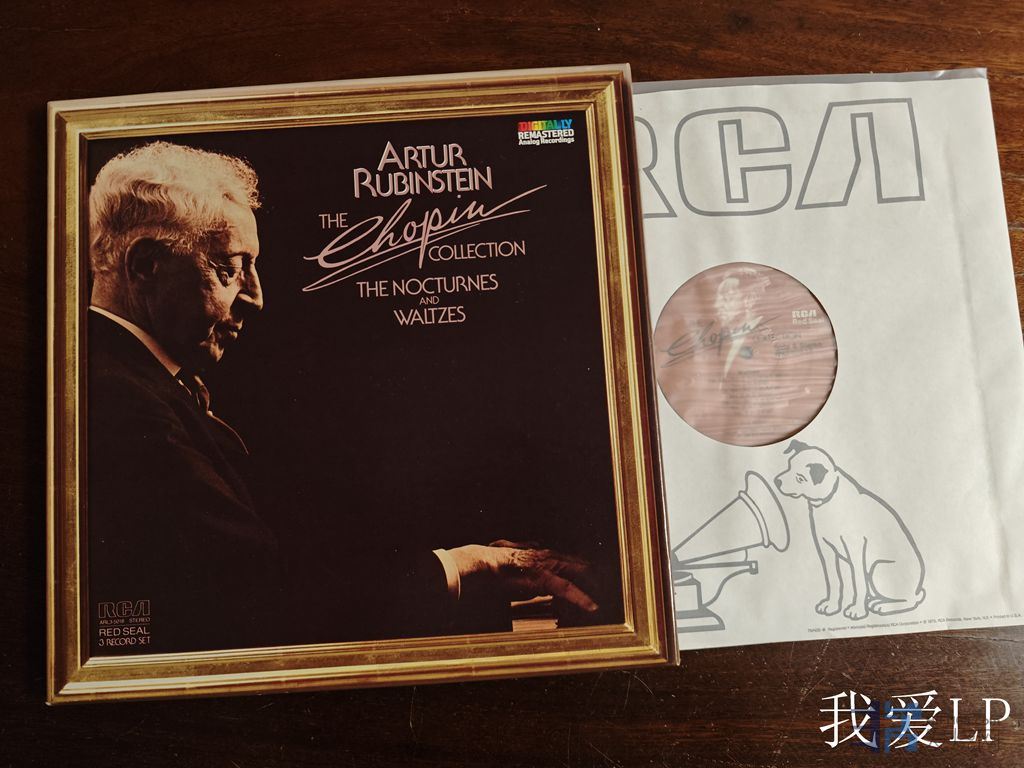 DIGITALLY
REMASTERED
Analog Recordings
ARTUR
RUBINSTEIN
THE Chopin COLLECTION
THE NOCTURNES
AND
WALTZES
RCA
STEREO
RED SEAL
3 RECORD SET
RCA
RCA
Red Seal
Chopin
我爱LP